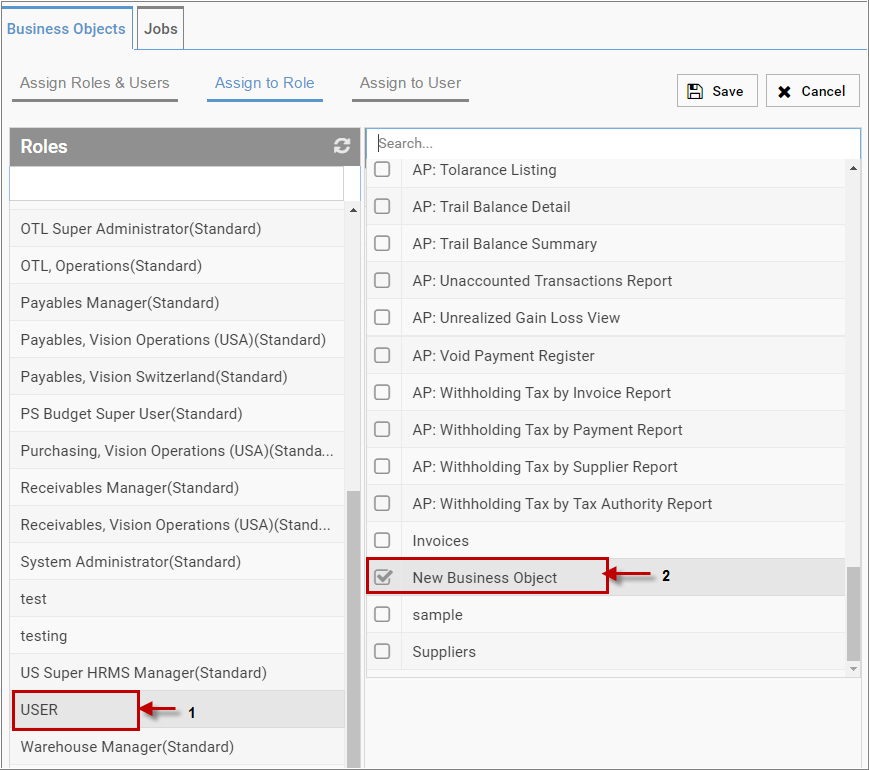 Business Objects
Jobs
Assign Roles & Users
Assign to Role
Assign to User
Save
Cancel
Roles
OTL Super Administrator(Standard)
OTL, Operations(Standard)
Payables Manager(Standard)
Payables, Vision Operations (USA)(Standard)
Payables, Vision Switzerland(Standard)
PS Budget Super User(Standard)
Purchasing, Vision Operations (USA)(Standa...
Receivables Manager(Standard)
Receivables, Vision Operations (USA)(Stand...
System Administrator(Standard)
test
testing
US Super HRMS Manager(Standard)
USER
1
Warehouse Manager(Standard)
Search...
AP: Tolarance Listing
AP: Trail Balance Detail
AP: Trail Balance Summary
AP: Unaccounted Transactions Report
AP: Unrealized Gain Loss View
AP: Void Payment Register
AP: Withholding Tax by Invoice Report
AP: Withholding Tax by Payment Report
AP: Withholding Tax by Supplier Report
AP: Withholding Tax by Tax Authority Report
Invoices
New Business Object
2
sample
Suppliers